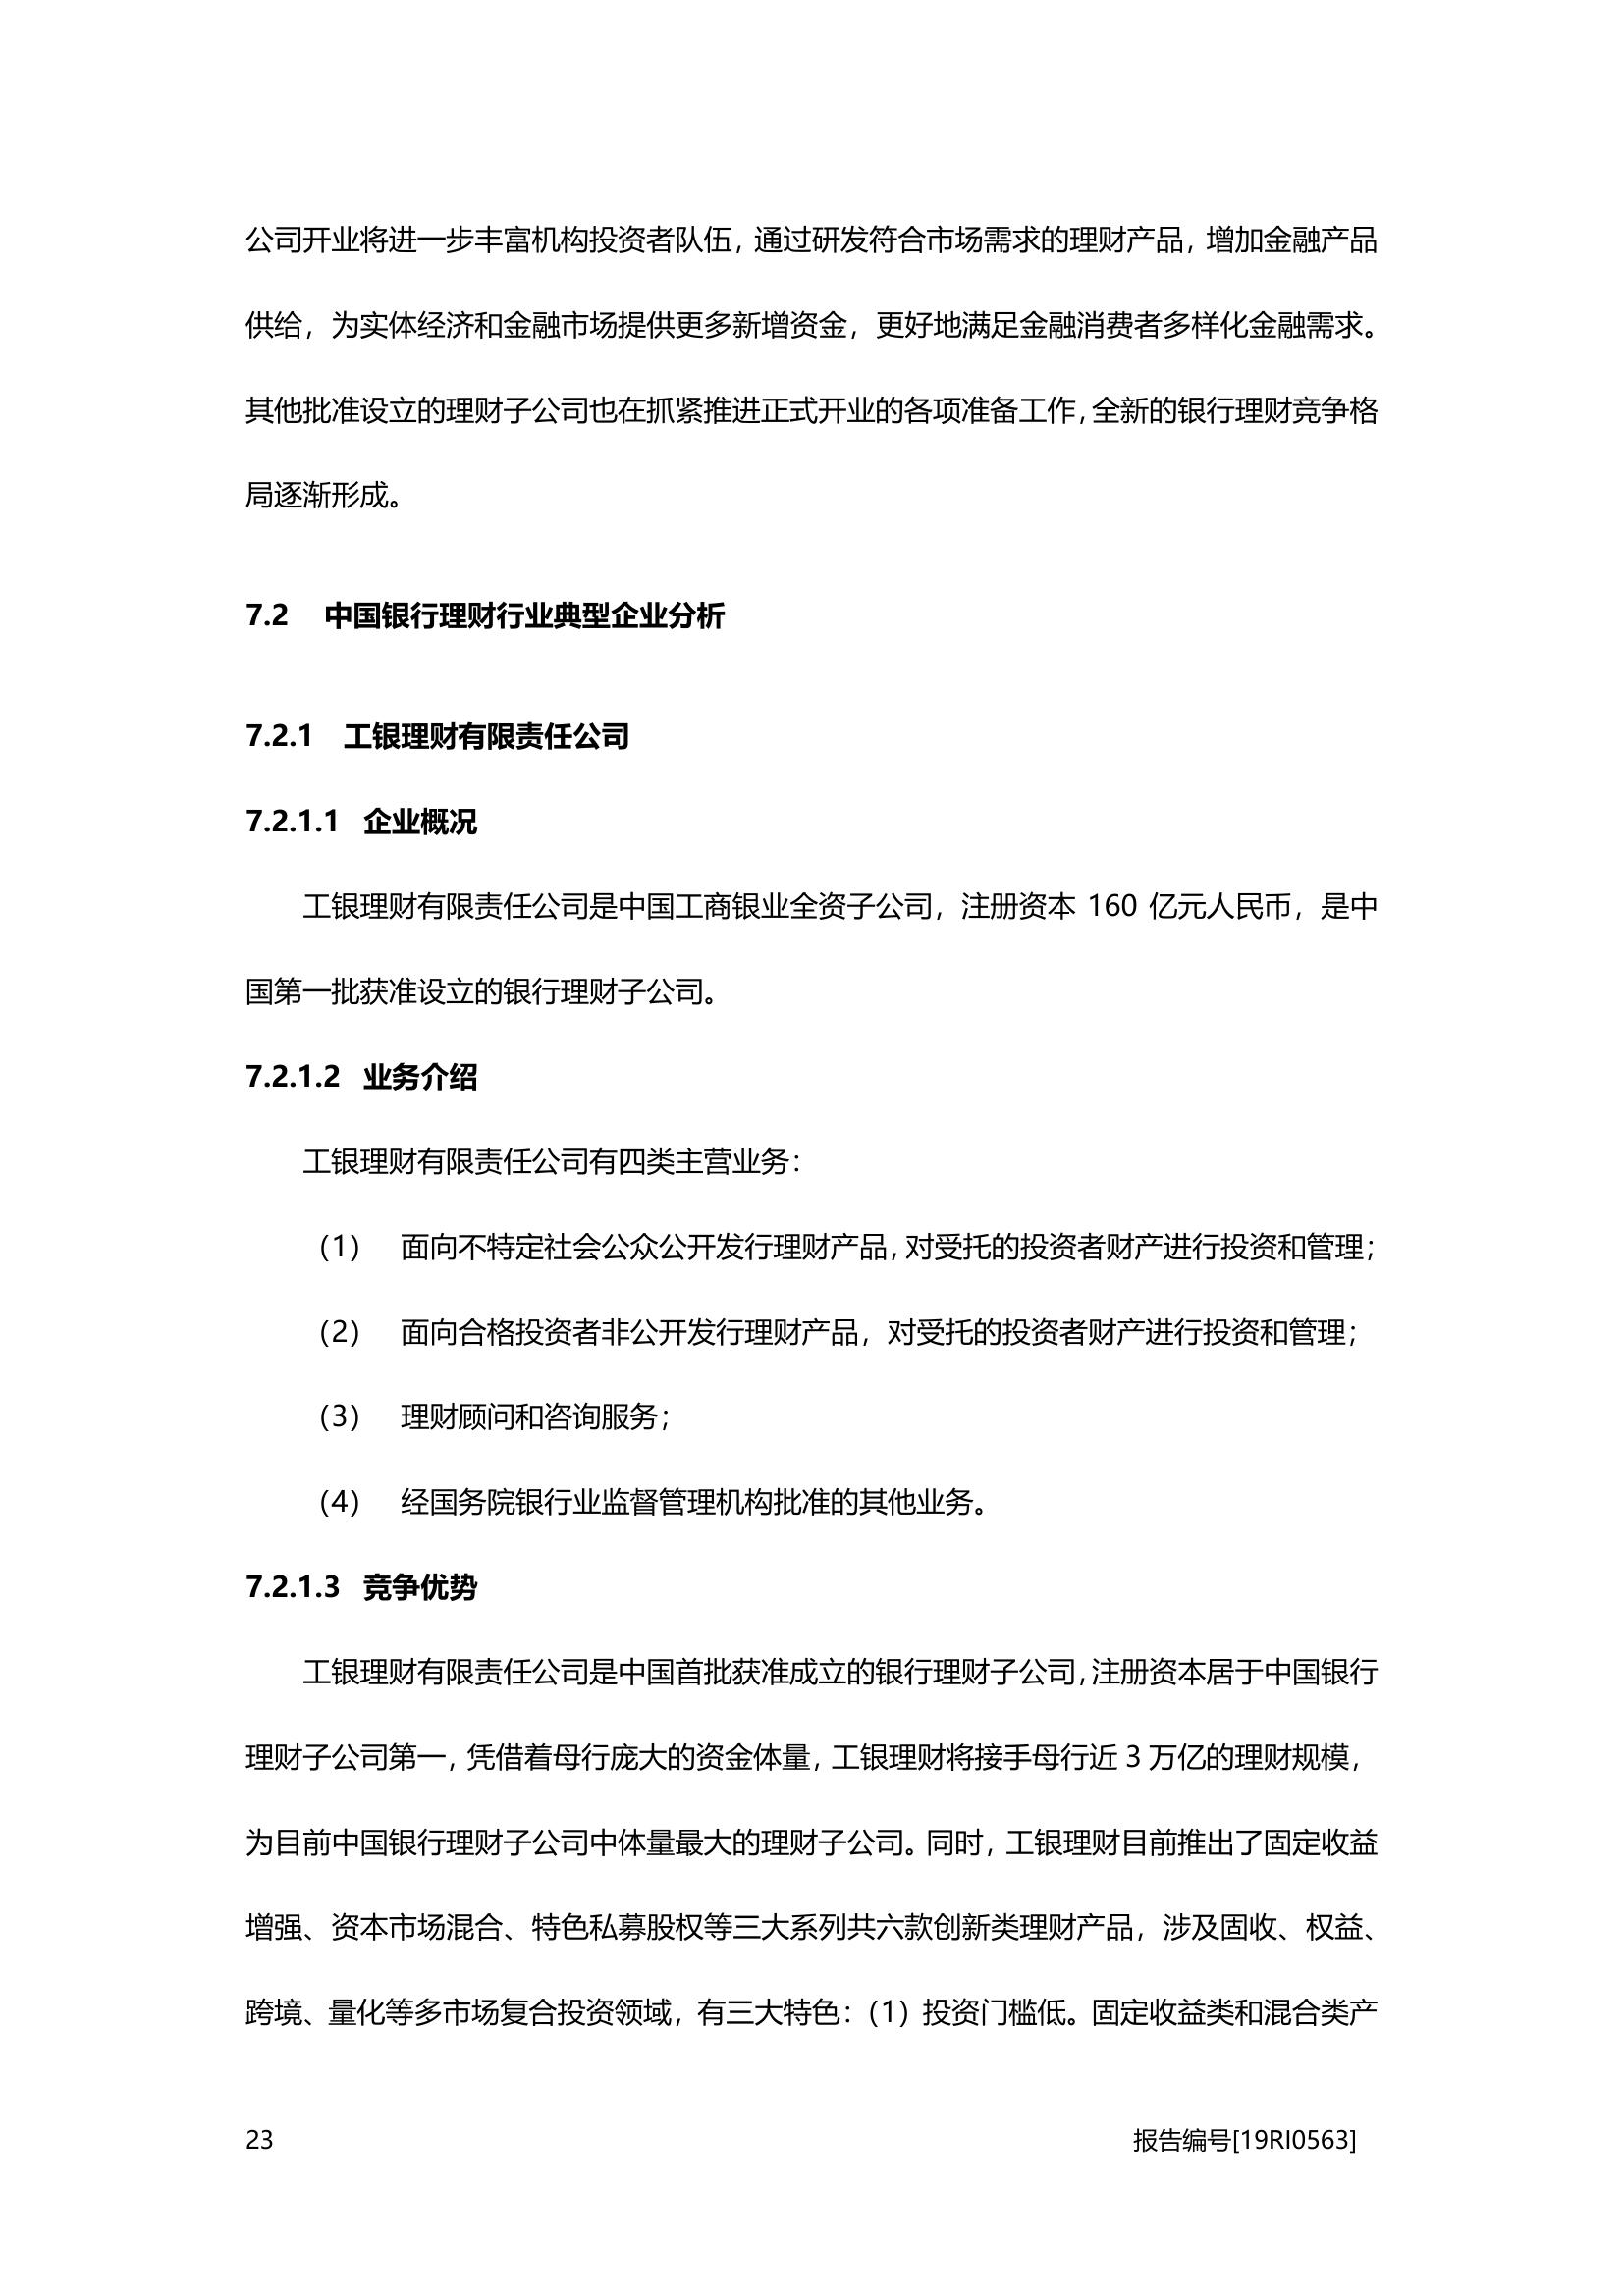 公司开业将进一步丰富机构投资者队伍，通过研发符合市场需求的理财产品，增加金融产品
供给，为实体经济和金融市场提供更多新增资金，更好地满足金融消费者多样化金融需求。
其他批准设立的理财子公司也在抓紧推进正式开业的各项准备工作，全新的银行理财竞争格
局逐渐形成。
7.2 中国银行理财行业典型企业分析
7.2.1 工银理财有限责任公司
7.2.1.1 企业概况
工银理财有限责任公司是中国工商银业全资子公司，注册资本 160 亿元人民币，是中
国第一批获准设立的银行理财子公司。
7.2.1.2 业务介绍
工银理财有限责任公司有四类主营业务：
（1） 面向不特定社会公众公开发行理财产品，对受托的投资者财产进行投资和管理；
（2） 面向合格投资者非公开发行理财产品，对受托的投资者财产进行投资和管理；
（3） 理财顾问和咨询服务；
（4） 经国务院银行业监督管理机构批准的其他业务。
7.2.1.3 竞争优势
工银理财有限责任公司是中国首批获准成立的银行理财子公司，注册资本居于中国银行
理财子公司第一，凭借着母行庞大的资金体量，工银理财将接手母行近 3 万亿的理财规模，
为目前中国银行理财子公司中体量最大的理财子公司。同时，工银理财目前推出了固定收益
增强、资本市场混合、特色私募股权等三大系列共六款创新类理财产品，涉及固收、权益、
跨境、量化等多市场复合投资领域，有三大特色：（1）投资门槛低。固定收益类和混合类产
23 报告编号[19RI0563]